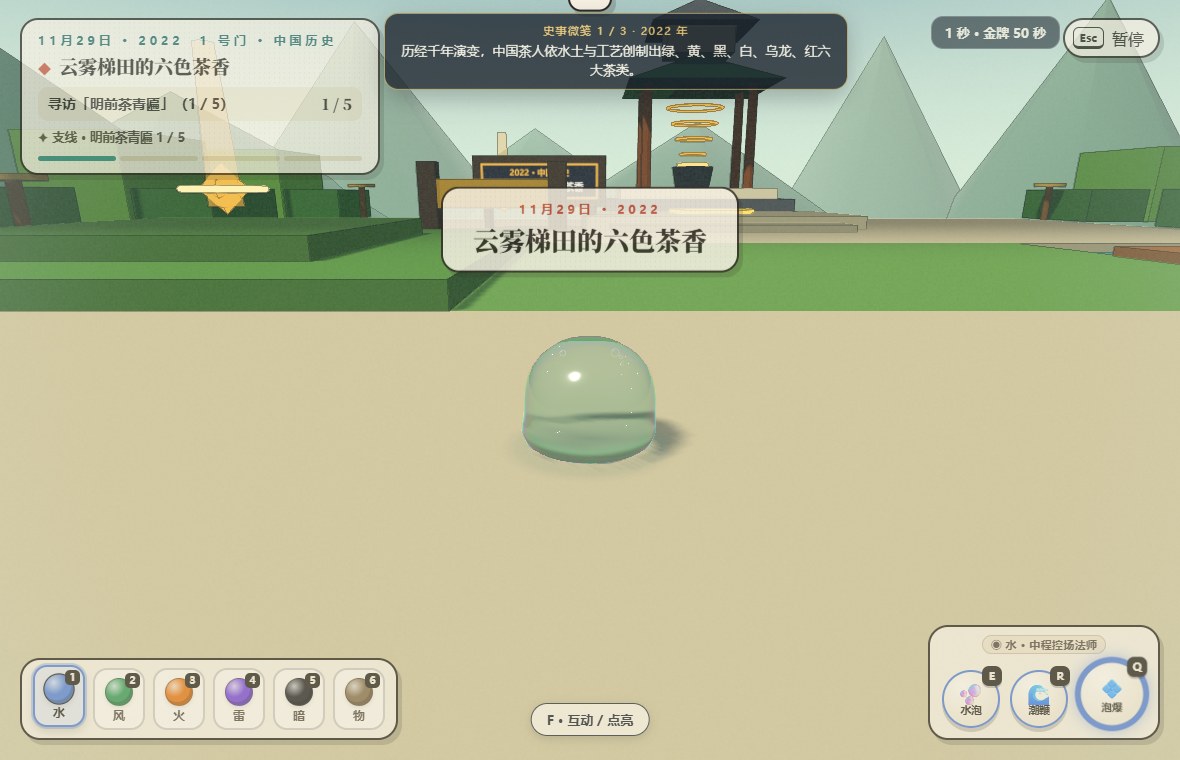 11月29日 • 2022 1 号门 • 中国历史
◆ 云雾梯田的六色茶香
寻访「明前茶青匾」（1 / 5） 1 / 5
✦ 支线 • 明前茶青匾 1 / 5
史事微笺 1 / 3 · 2022 年
历经千年演变，中国茶人依水土与工艺创制出绿、黄、黑、白、乌龙、红六
大茶类。
1 秒 • 金牌 50 秒
Esc 暂停
11月29日 • 2022
云雾梯田的六色茶香
1 水
2 风
3 火
4 雷
5 暗
6 物
F • 互动 / 点亮
◉ 水 • 中程控场法师
E 水泡
R 潮鞭
Q 泡爆